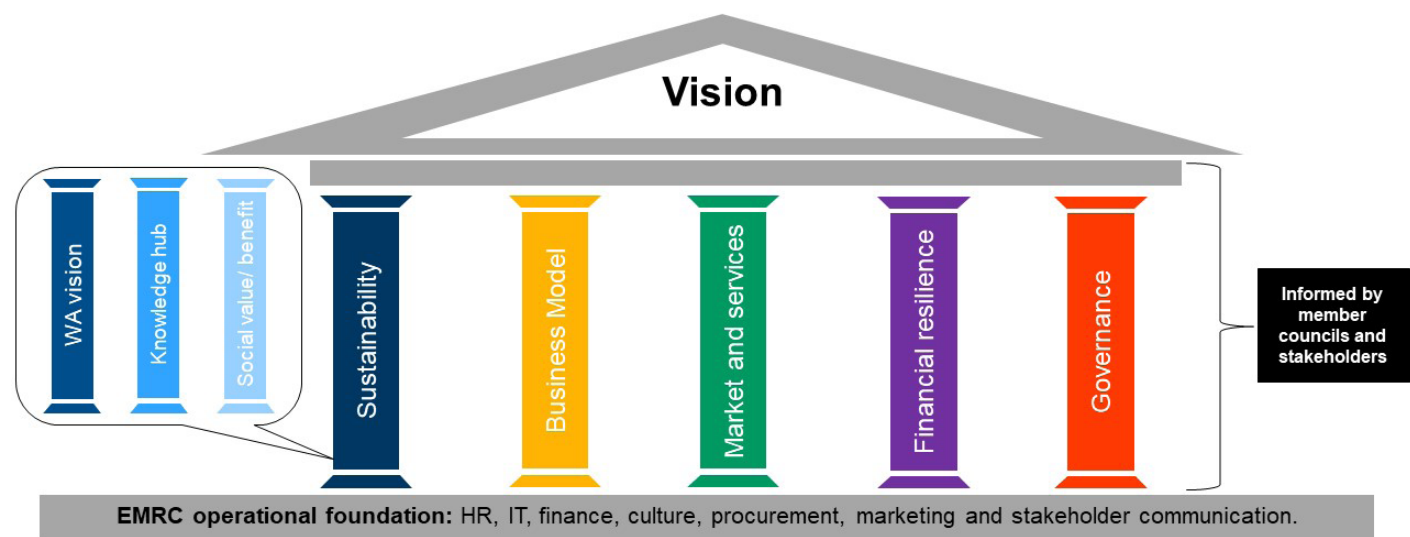 Vision
WA vision
Knowledge hub
Social value/ benefit
Sustainability
Business Model
Market and services
Financial resilience
Governance
Informed by
member
councils and
stakeholders
EMRC operational foundation: HR, IT, finance, culture, procurement, marketing and stakeholder communication.